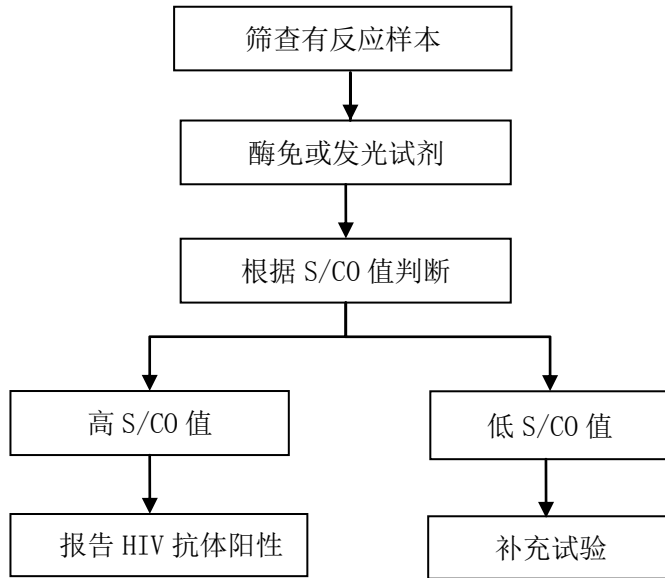 筛查有反应样本
酶免或发光试剂
根据 S/CO 值判断
高 S/CO 值
低 S/CO 值
报告 HIV 抗体阳性
补充试验